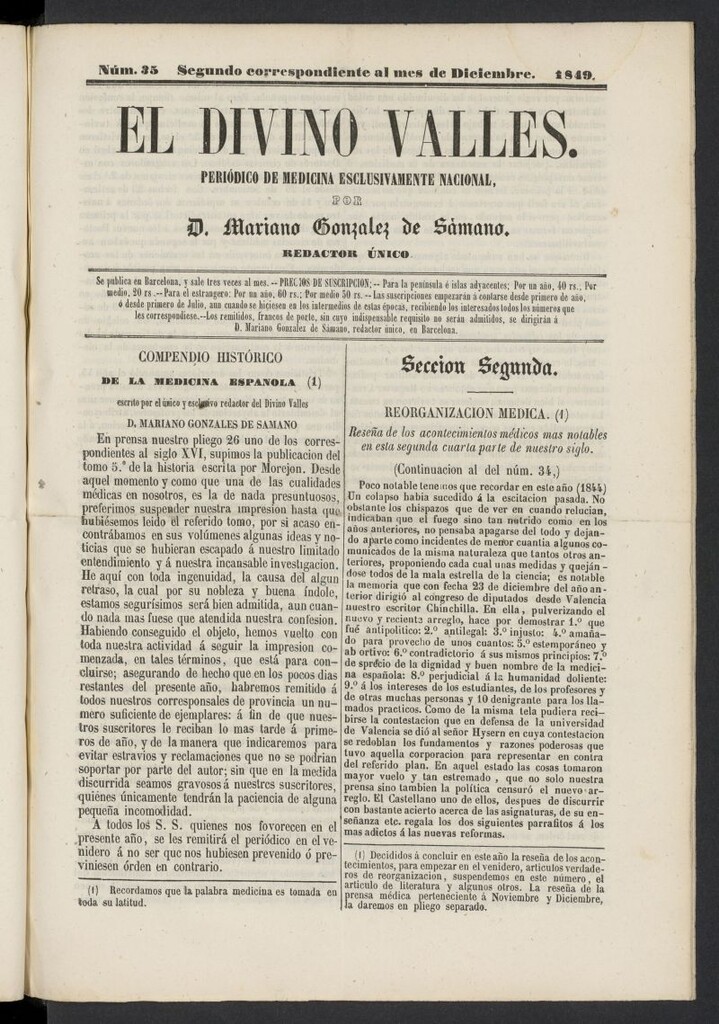 Núm. 35 Segundo correspondiente al mes de Diciembre. 1849.
EL DIVINO VALLES.
PERIÓDICO DE MEDICINA ESCLUSIVAMENTE NACIONAL,
POR
D. Mariano Gonzalez de Sámano.
REDACTOR ÚNICO
Se publica en Barcelona, y sale tres veces al mes.--PRECIOS DE SUSCRIPCION;--Para la península é islas adyacentes; Por un año, 40 rs.; Por
medio, 20 rs.--Para el estrangero: Por un año, 60 rs.; Por medio 30 rs.--Las suscripciones empezarán á contarse desde primero de año,
ó desde primero de Julio, aun cuando se hiciesen en los intermedios de estas épocas, recibiendo los interesados todos los números que
les correspondiese.--Los remitidos, francos de porte, sin cuyo indispensable requisito no serán admitidos, se dirigirán á
D. Mariano Gonzalez de Sámano, redactor único, en Barcelona.
COMPENDIO HISTÓRICO
DE LA MEDICINA ESPAÑOLA (1)
escrito por el único y esclusivo redactor del Divino Valles
D. MARIANO GONZALES DE SAMANO
En prensa nuestro pliego 26 uno de los corres-
pondientes al siglo XVI, supimos la publicacion del
tomo 5.º de la historia escrita por Morejon. Desde
aquel momento y como que una de las cualidades
médicas en nosotros, es la de nada presuntuosos,
preferimos suspender nuestra impresion hasta que
hubiésemos leido el referido tomo, por si acaso en-
contrábamos en sus volúmenes algunas ideas y no-
ticias que se hubieran escapado á nuestro limitado
entendimiento y á nuestra incausable investigacion.
He aquí con toda ingenuidad, la causa del algun
retraso, la cual por su nobleza y buena índole,
estamos segurísimos será bien admitida, aun cuan-
do nada mas fuese que atendida nuestra confesion.
Habiendo conseguido el objeto, hemos vuelto con
toda nuestra actividad á seguir la impresion co-
menzada, en tales términos, que está para con-
cluirse; asegurando de hecho que en los pocos dias
restantes del presente año, habremos remitido á
todos nuestros corresponsales de provincia un nu-
mero suficiente de ejemplares: á fin de que nues-
tros suscritores le reciban lo mas tarde á prime-
ros de año, y de la manera que indicaremos para
evitar estravios y reclamaciones que no se podrian
soportar por parte del autor; sin que en la medida
discurrida seamos gravosos á nuestros suscritores,
quiénes únicamente tendrán la paciencia de alguna
pequeña incomodidad.
A todos los S. S. quienes nos favorecen en el
presente año, se les remitirá el periódico en el ve-
nidero á no ser que nos hubiesen prevenido ó pre-
viniesen órden en contrario.
(1) Recordamos que la palabra medicina es tomada en
toda su latitud.
Seccion Segunda.
REORGANIZACION MEDICA. (1)
Reseña de los acontecimientos médicos mas notables
en esta segunda cuarta parte de nuestro siglo.
(Continuacion al del núm. 34,)
Poco notable tenemos que recordar en este año (1844)
Un colapso habia sucedido á la escitacion pasada. No
obstante los chispazos que de ver en cuando relucian,
indicaban que el fuego sino tan nutrido como en los
años anteriores, no pensaba apagarse del todo y dejan-
do aparte como incidentes de menor cuantia algunos co-
municados de la misma naturaleza que tantos otros an-
teriores, proponiendo cada cual unas medidas y queján-
dose todos de la mala estrella de la ciencia; es notable
la memoria que con fecha 23 de diciembre del año an-
terior dirigió al congreso de diputados desde Valencia
nuestro escritor Chinchilla. En ella, pulverizando el
nuevo y reciente arreglo, hace por demostrar 1.º que
fué antipolítico: 2.º antilegal: 3.º injusto: 4.º amaña-
do para provecho de unos cuantos: 5.º estemporáneo y
ab ortivo: 6.º contradictorio á sus mismos principios: 7.º
de sprecio de la dignidad y buen nombre de la medici-
na española: 8.º perjudicial á la humanidad doliente:
9.º á los intereses de los estudiantes, de los profesores y
de otras muchas personas y 10 denigrante para los lla-
mados practicos. Como de la misma tela pudiera reci-
birse la contestacion que en defensa de la universidad
de Valencia se dió al señor Hysern en cuya contestacion
se redoblan los fundamentos y razones poderosas que
tuvo aquella corporacion para representar en contra
del referido plan. En aquel estado las cosas tomaron
mayor vuelo y tan estremado, que no solo nuestra
prensa sino tambien la política censuró el nuevo ar-
reglo. El Castellano uno de ellos, despues de discurrir
con bastante acierto acerca de las asignaturas, de su en-
señanza etc. regala los dos siguientes parrafitos á los
mas adictos á las nuevas reformas.
(1) Decididos à concluir en este año la reseña de los acon-
tecimientos, para empezar en el venidero, articulos verdade-
ros de reorganizacion, suspendemos en este número, el
articulo de literatura y algunos otros. La reseña de la
prensa médica perteneciente à Noviembre y Diciembre,
la daremos en pliego separado.